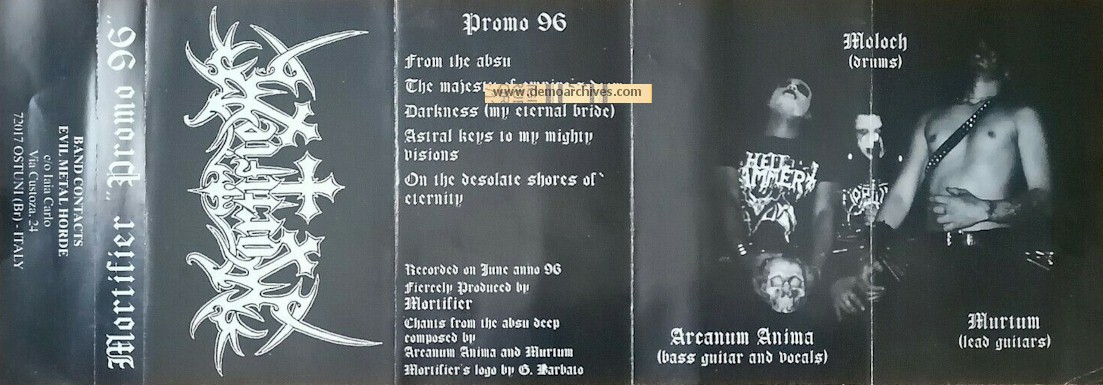 BAND CONTACTS
EVIL METAL HORDE
c/o Iaia Carlo
Via Custoza, 24
72017 OSTUNI (Br) - ITALY
Mortifier "Promo 96"
Mortifier
Promo 96
From the absu
The majesty of
www.demoarchives.com
Darkness (my eternal bride)
Astral keys to my mighty
visions
On the desolate shores of`
eternity
Recorded on June anno 96
Fiercely Produced by
Mortifier
Chants from the absu deep
composed by
Arcanum Anima and Murtum
Mortifier's logo by G. Barbato
Moloch
(drums)
HELL
HAMMER
Arcanum Anima
(bass guitar and vocals)
Murtum
(lead guitars)